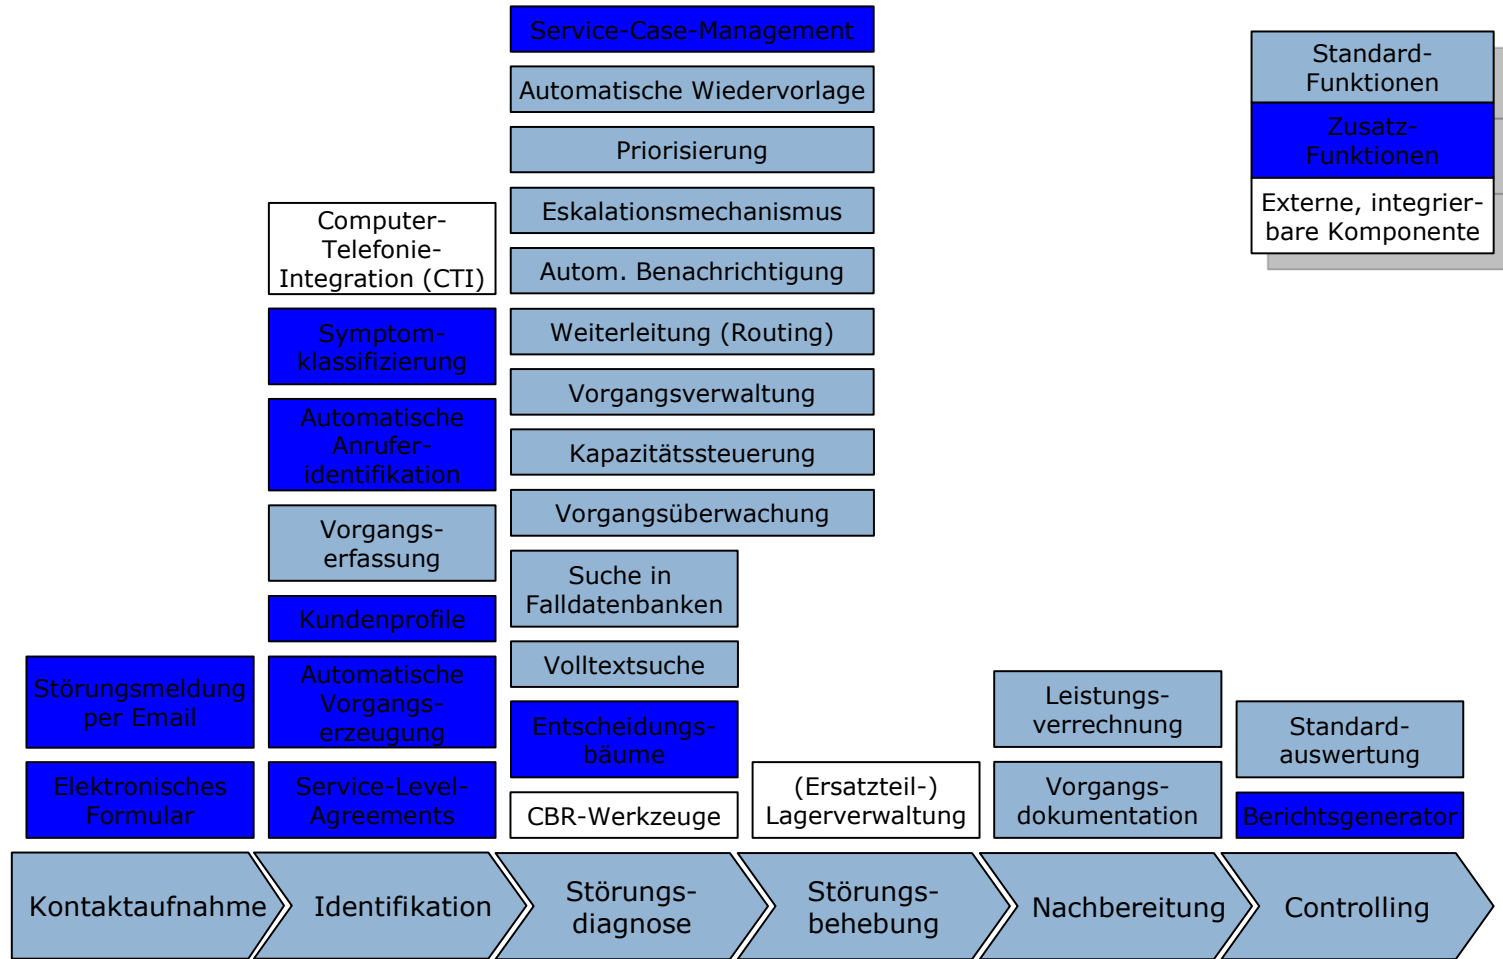 Service-Case-Management
Automatische Wiedervorlage
Priorisierung
Eskalationsmechanismus
Autom. Benachrichtigung
Weiterleitung (Routing)
Vorgangsverwaltung
Kapazitätssteuerung
Vorgangsüberwachung
Standard-
Funktionen
Zusatz-
Funktionen
Externe, integrier-
bare Komponente
Computer-
Telefonie-
Integration (CTI)
Symptom-
klassifizierung
Automatische
Anrufer-
identifikation
Vorgangs-
erfassung
Kundenprofile
Automatische
Vorgangs-
erzeugung
Service-Level-
Agreements
Störungsmeldung
per Email
Elektronisches
Formular
Suche in
Falldatenbanken
Volltextsuche
Entscheidungs-
bäume
CBR-Werkzeuge
(Ersatzteil-)
Lagerverwaltung
Leistungs-
verrechnung
Vorgangs-
dokumentation
Standard-
auswertung
Berichtsgenerator
Kontaktaufnahme
Identifikation
Störungs-
diagnose
Störungs-
behebung
Nachbereitung
Controlling